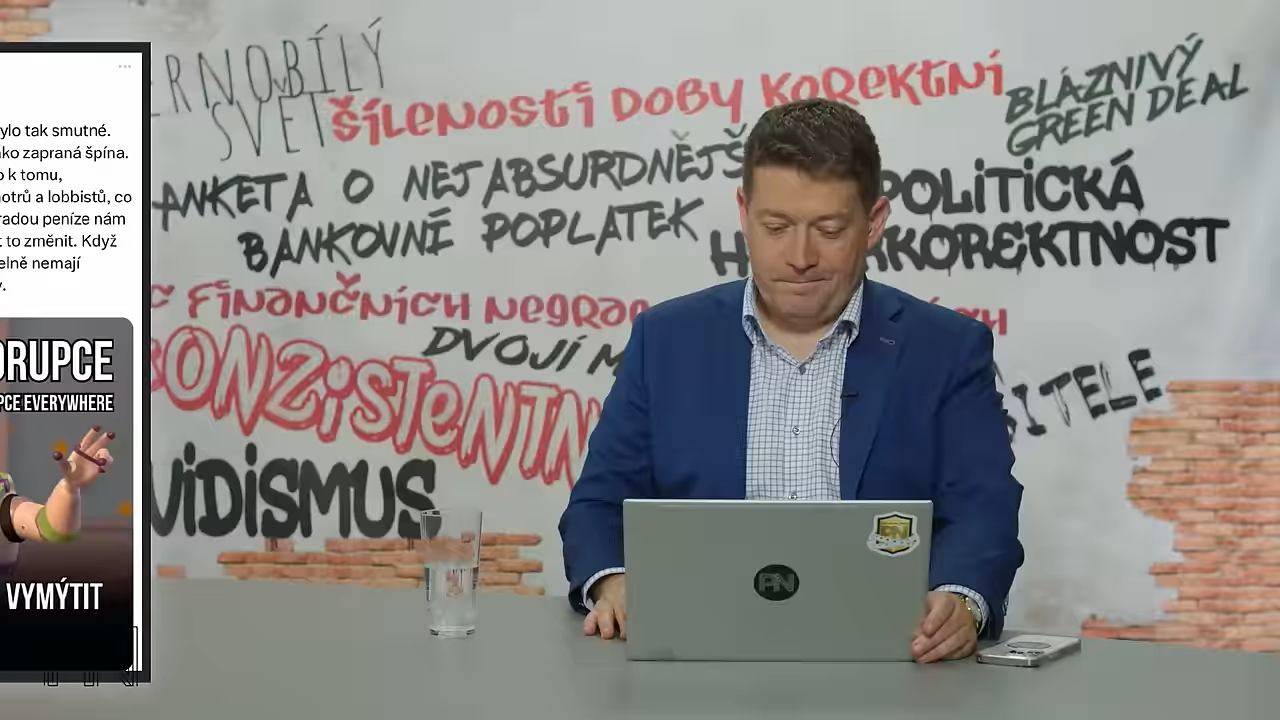 RNOBÍLÝ
SVĚT
ŠÍLENOSTI DOBY KOREKTNÍ
BLÁZNIVÝ
GREEN DEAL
ANKETA O NEJABSURDNĚJŠ
BANKOVNÍ POPLATEK
POLITICKÁ
KOREKTNOST
FINANČNÍCH NEGRA
DVOJÍ M
ONZISTENTN
SITELE
VIDISMUS
PN
ylo tak smutné.
ko zapraná špína.
k tomu,
otrů a lobbistů, co
radou peníze nám
t to změnit. Když
elně nemají
ORUPCE
PCE EVERYWHERE
VYMÝTIT